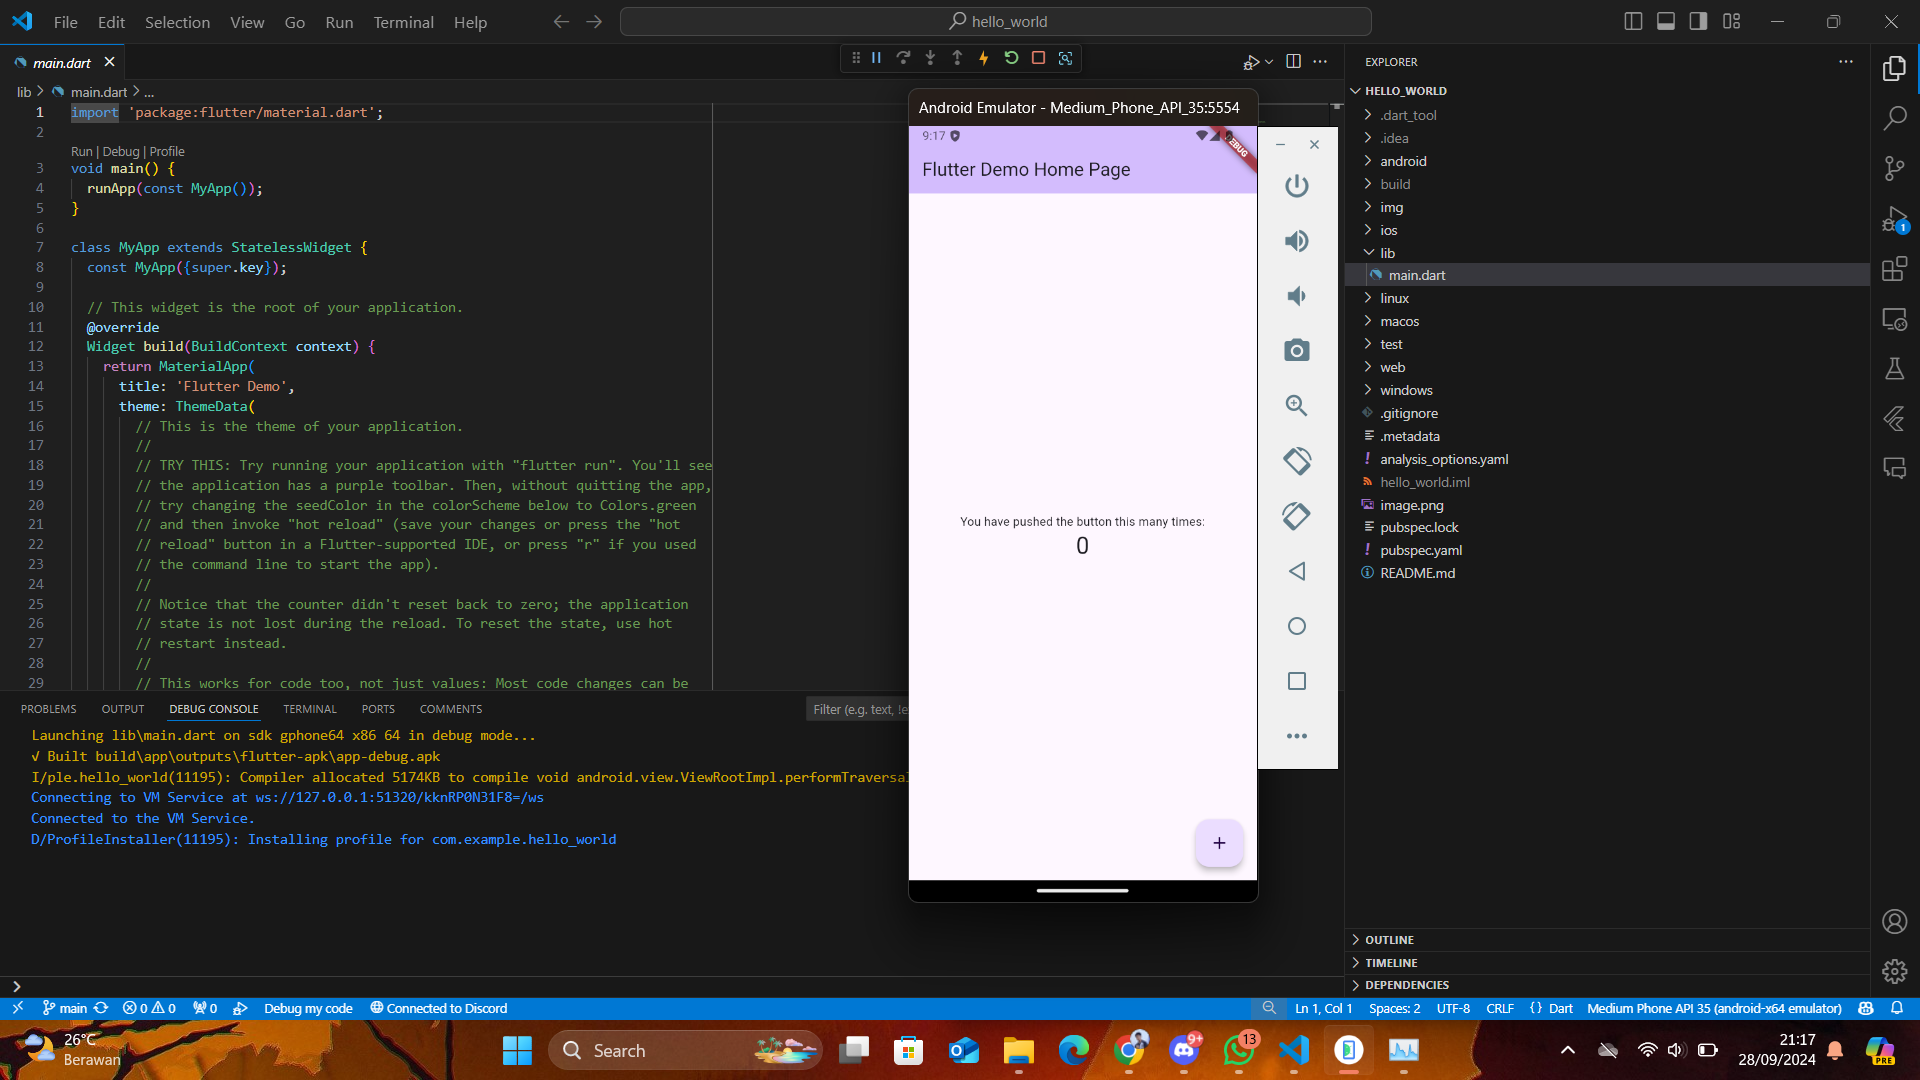 File Edit Selection View Go Run Terminal Help
hello_world
main.dart
lib > main.dart > ...
1 import 'package:flutter/material.dart';
2
Run | Debug | Profile
3 void main() {
4 runApp(const MyApp());
5 }
6
7 class MyApp extends StatelessWidget {
8 const MyApp({super.key});
9
10 // This widget is the root of your application.
11 @override
12 Widget build(BuildContext context) {
13 return MaterialApp(
14 title: 'Flutter Demo',
15 theme: ThemeData(
16 // This is the theme of your application.
17 //
18 // TRY THIS: Try running your application with "flutter run". You'll see
19 // the application has a purple toolbar. Then, without quitting the app,
20 // try changing the seedColor in the colorScheme below to Colors.green
21 // and then invoke "hot reload" (save your changes or press the "hot
22 // reload" button in a Flutter-supported IDE, or press "r" if you used
23 // the command line to start the app).
24 //
25 // Notice that the counter didn't reset back to zero; the application
26 // state is not lost during the reload. To reset the state, use hot
27 // restart instead.
28 //
29 // This works for code too, not just values: Most code changes can be
Android Emulator - Medium_Phone_API_35:5554
9:17
Flutter Demo Home Page
You have pushed the button this many times:
0
+
PROBLEMS OUTPUT DEBUG CONSOLE TERMINAL PORTS COMMENTS
Filter (e.g. text, !e
Launching lib\main.dart on sdk gphone64 x86 64 in debug mode...
√ Built build\app\outputs\flutter-apk\app-debug.apk
I/ple.hello_world(11195): Compiler allocated 5174KB to compile void android.view.ViewRootImpl.performTraversal
Connecting to VM Service at ws://127.0.0.1:51320/kknRP0N31F8=/ws
Connected to the VM Service.
D/ProfileInstaller(11195): Installing profile for com.example.hello_world
EXPLORER
HELLO_WORLD
.dart_tool
.idea
android
build
img
ios
lib
main.dart
linux
macos
test
web
windows
.gitignore
.metadata
analysis_options.yaml
hello_world.iml
image.png
pubspec.lock
pubspec.yaml
README.md
OUTLINE
TIMELINE
DEPENDENCIES
1
main 0 0 0 Debug my code Connected to Discord
Ln 1, Col 1 Spaces: 2 UTF-8 CRLF {} Dart Medium Phone API 35 (android-x64 emulator)
26°C
Berawan
Search
9+
13
21:17
28/09/2024
PRE